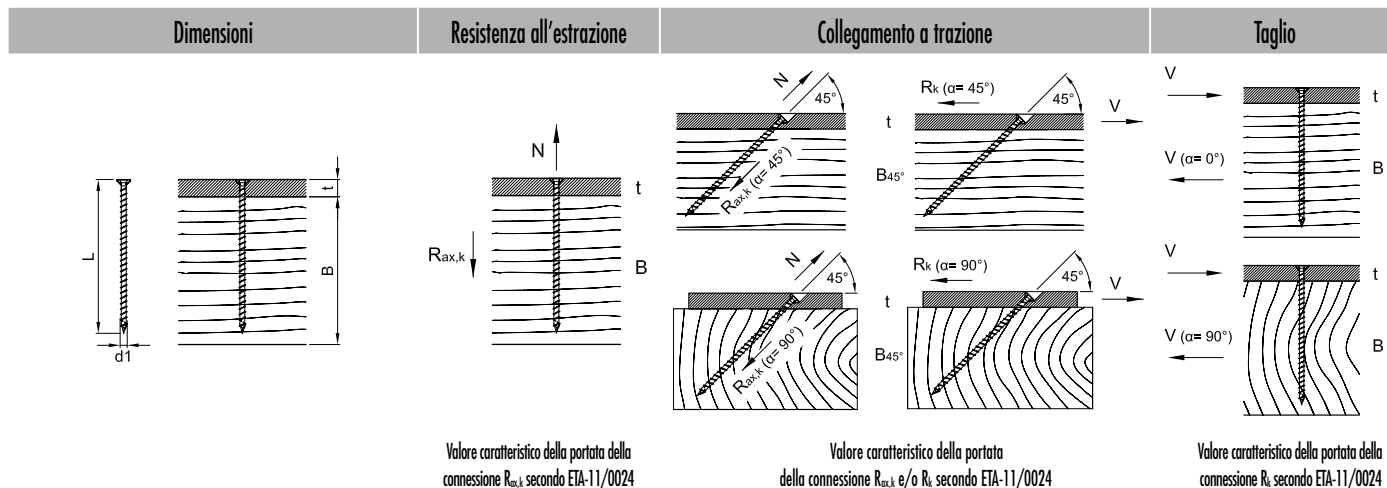 Dimensioni
Resistenza all'estrazione
Collegamento a trazione
Taglio
L
d1
t
B
N
Rax,k
t
B
N
45°
Rax,k (α= 45°)
t
B45°
Rk (α= 45°)
45°
V
N
45°
Rax,k (α= 90°)
t
B45°
Rk (α= 90°)
45°
V
V
t
V (α= 0°)
B
V
t
V (α= 90°)
B
Valore caratteristico della portata della
connessione Rax,k secondo ETA-11/0024
Valore caratteristico della portata
della connessione Rax,k e/o Rk secondo ETA-11/0024
Valore caratteristico della portata della
connessione Rk secondo ETA-11/0024